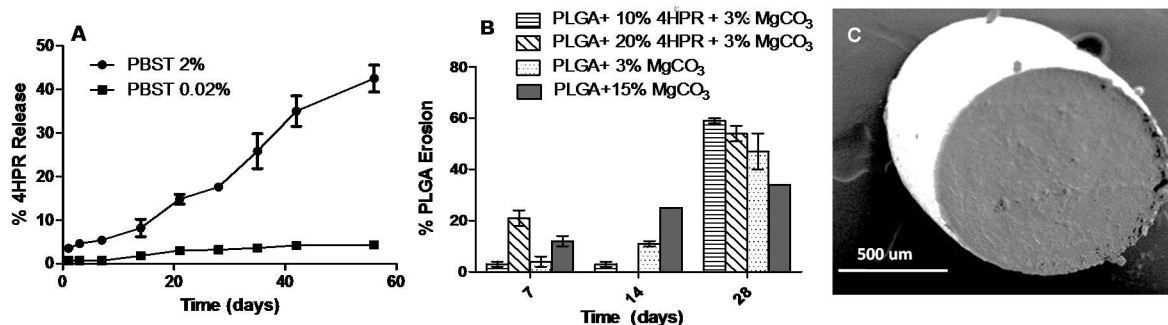 A
% 4HPR Release
50
40
30
20
10
0
PBST 2%
PBST 0.02%
0 20 40 60
Time (days)
B
PLGA+ 10% 4HPR + 3% MgCO3
PLGA+ 20% 4HPR + 3% MgCO3
PLGA+ 3% MgCO3
PLGA+15% MgCO3
% PLGA Erosion
80
60
40
20
0
7 14 28
Time (days)
C
500 um